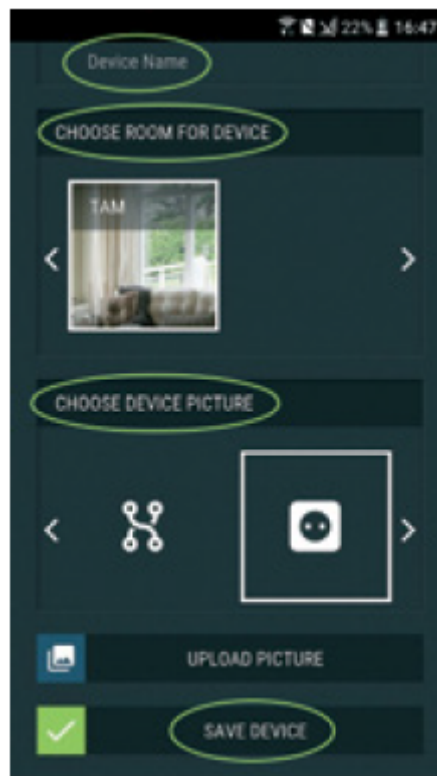 22% 16:47
Device Name
CHOOSE ROOM FOR DEVICE
TAM
CHOOSE DEVICE PICTURE
UPLOAD PICTURE
SAVE DEVICE